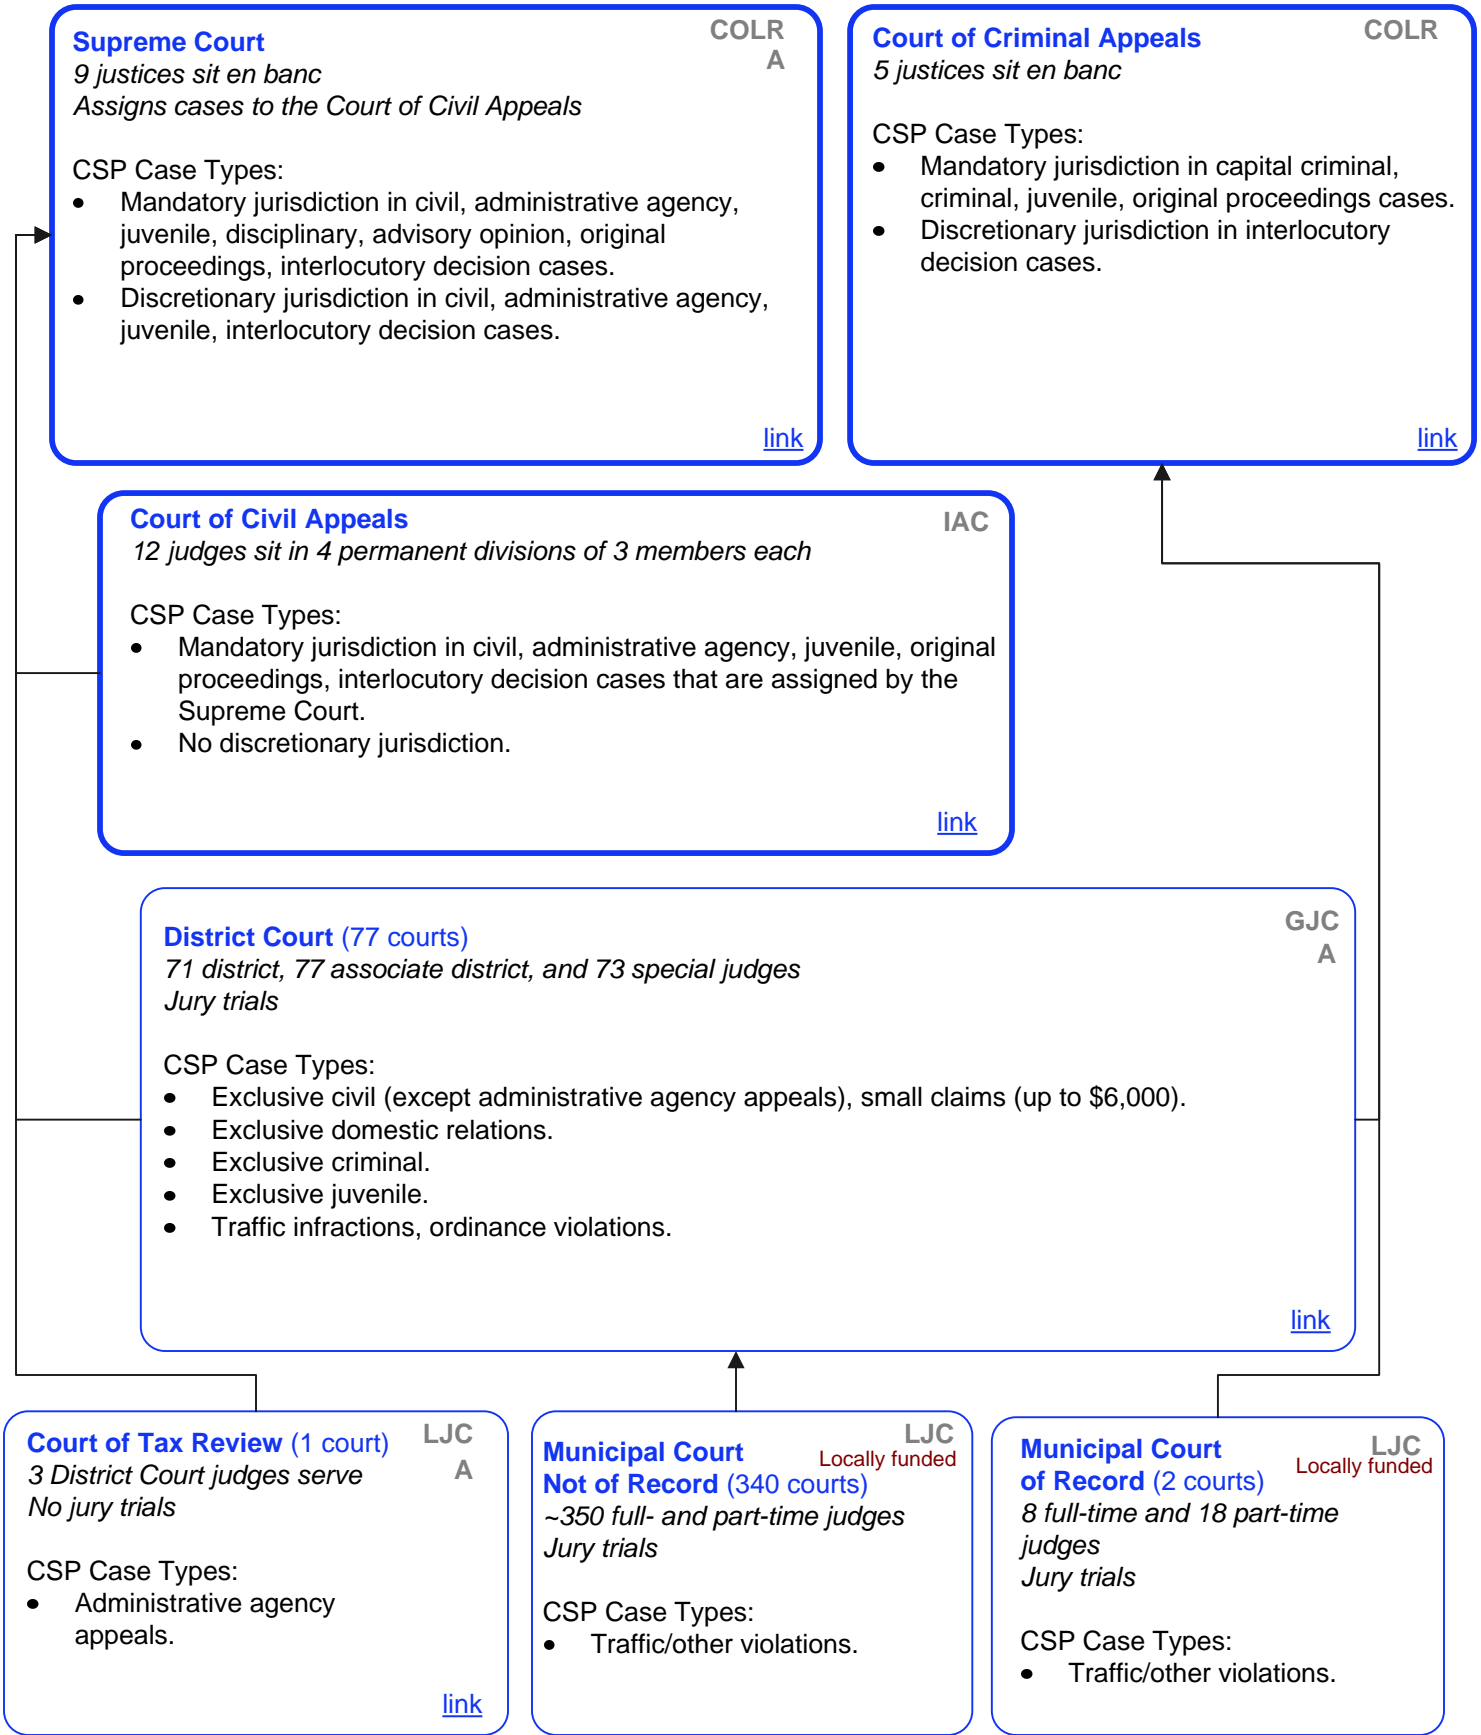 Supreme Court
COLR
A
9 justices sit en banc
Assigns cases to the Court of Civil Appeals
CSP Case Types:
• Mandatory jurisdiction in civil, administrative agency,
juvenile, disciplinary, advisory opinion, original
proceedings, interlocutory decision cases.
• Discretionary jurisdiction in civil, administrative agency,
juvenile, interlocutory decision cases.
link
Court of Criminal Appeals
COLR
5 justices sit en banc
CSP Case Types:
• Mandatory jurisdiction in capital criminal,
criminal, juvenile, original proceedings cases.
• Discretionary jurisdiction in interlocutory
decision cases.
link
Court of Civil Appeals
IAC
12 judges sit in 4 permanent divisions of 3 members each
CSP Case Types:
• Mandatory jurisdiction in civil, administrative agency, juvenile, original
proceedings, interlocutory decision cases that are assigned by the
Supreme Court.
• No discretionary jurisdiction.
link
District Court (77 courts)
GJC
A
71 district, 77 associate district, and 73 special judges
Jury trials
CSP Case Types:
• Exclusive civil (except administrative agency appeals), small claims (up to $6,000).
• Exclusive domestic relations.
• Exclusive criminal.
• Exclusive juvenile.
• Traffic infractions, ordinance violations.
link
Court of Tax Review (1 court)
LJC
A
3 District Court judges serve
No jury trials
CSP Case Types:
• Administrative agency
appeals.
link
LJC
Municipal Court
Locally funded
Not of Record (340 courts)
~350 full- and part-time judges
Jury trials
CSP Case Types:
• Traffic/other violations.
LJC
Municipal Court
Locally funded
of Record (2 courts)
8 full-time and 18 part-time
judges
Jury trials
CSP Case Types:
• Traffic/other violations.